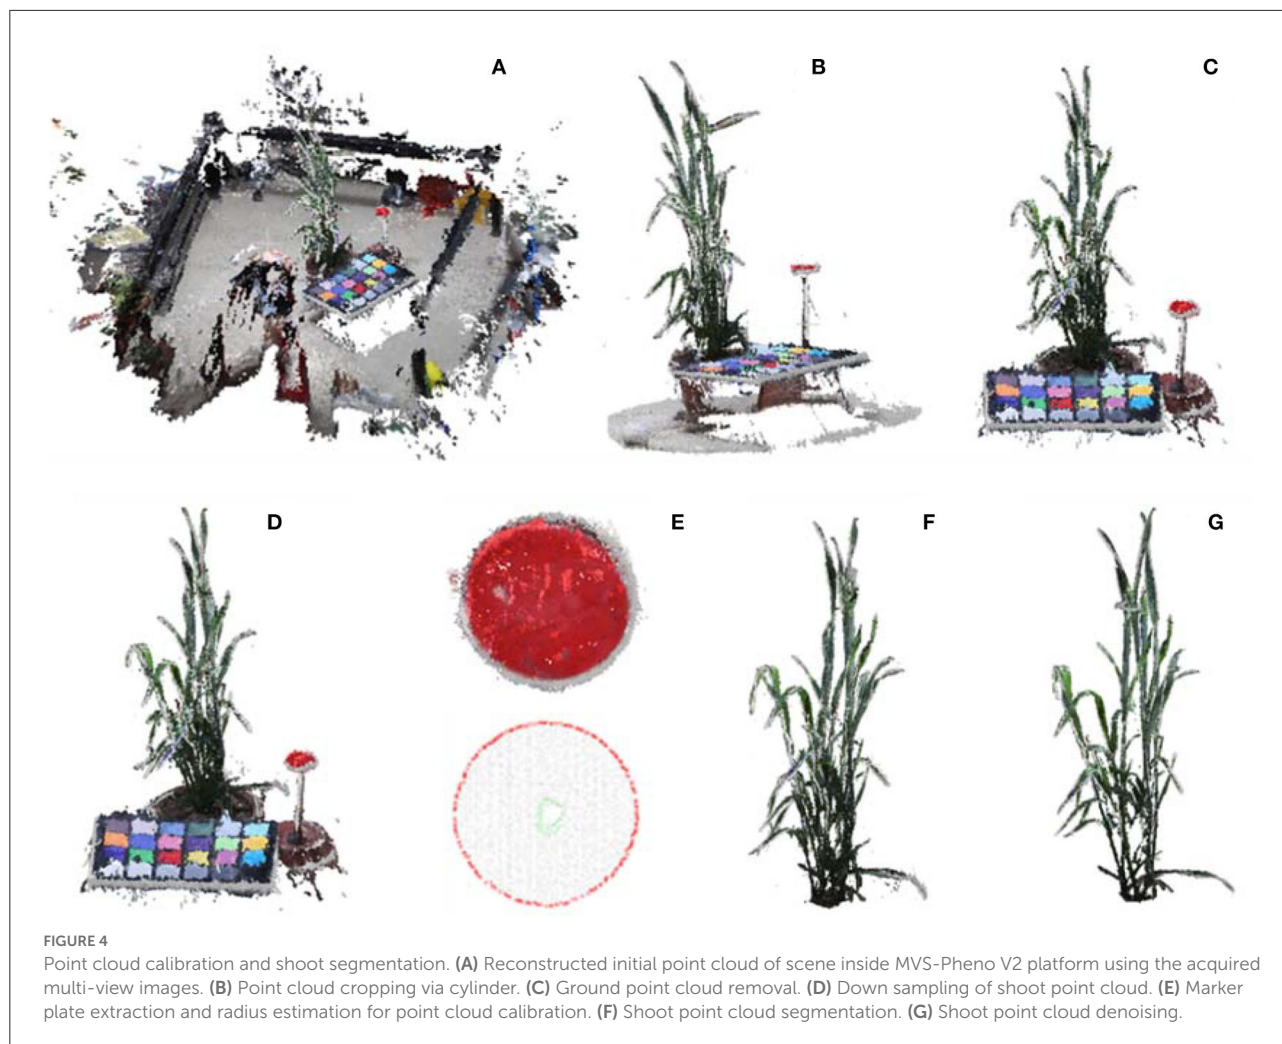 A
B
C
D
E
F
G
FIGURE 4
Point cloud calibration and shoot segmentation. (A) Reconstructed initial point cloud of scene inside MVS-Pheno V2 platform using the acquired
multi-view images. (B) Point cloud cropping via cylinder. (C) Ground point cloud removal. (D) Down sampling of shoot point cloud. (E) Marker
plate extraction and radius estimation for point cloud calibration. (F) Shoot point cloud segmentation. (G) Shoot point cloud denoising.